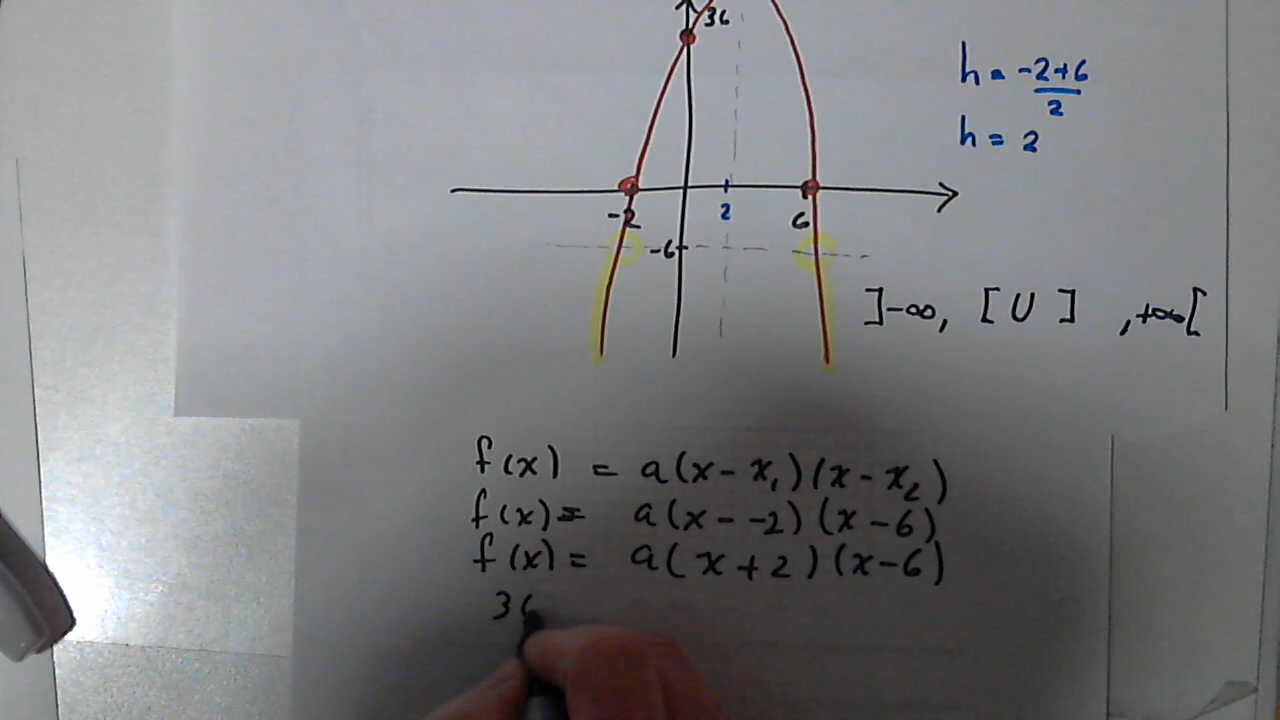 36
h = -2+6
2
h = 2
-2
2
6
-6
]-∞, [ U ] ,+∞[
f(x) = a(x-x₁)(x-x₂)
f(x)= a(x--2)(x-6)
f(x)= a(x+2)(x-6)
36